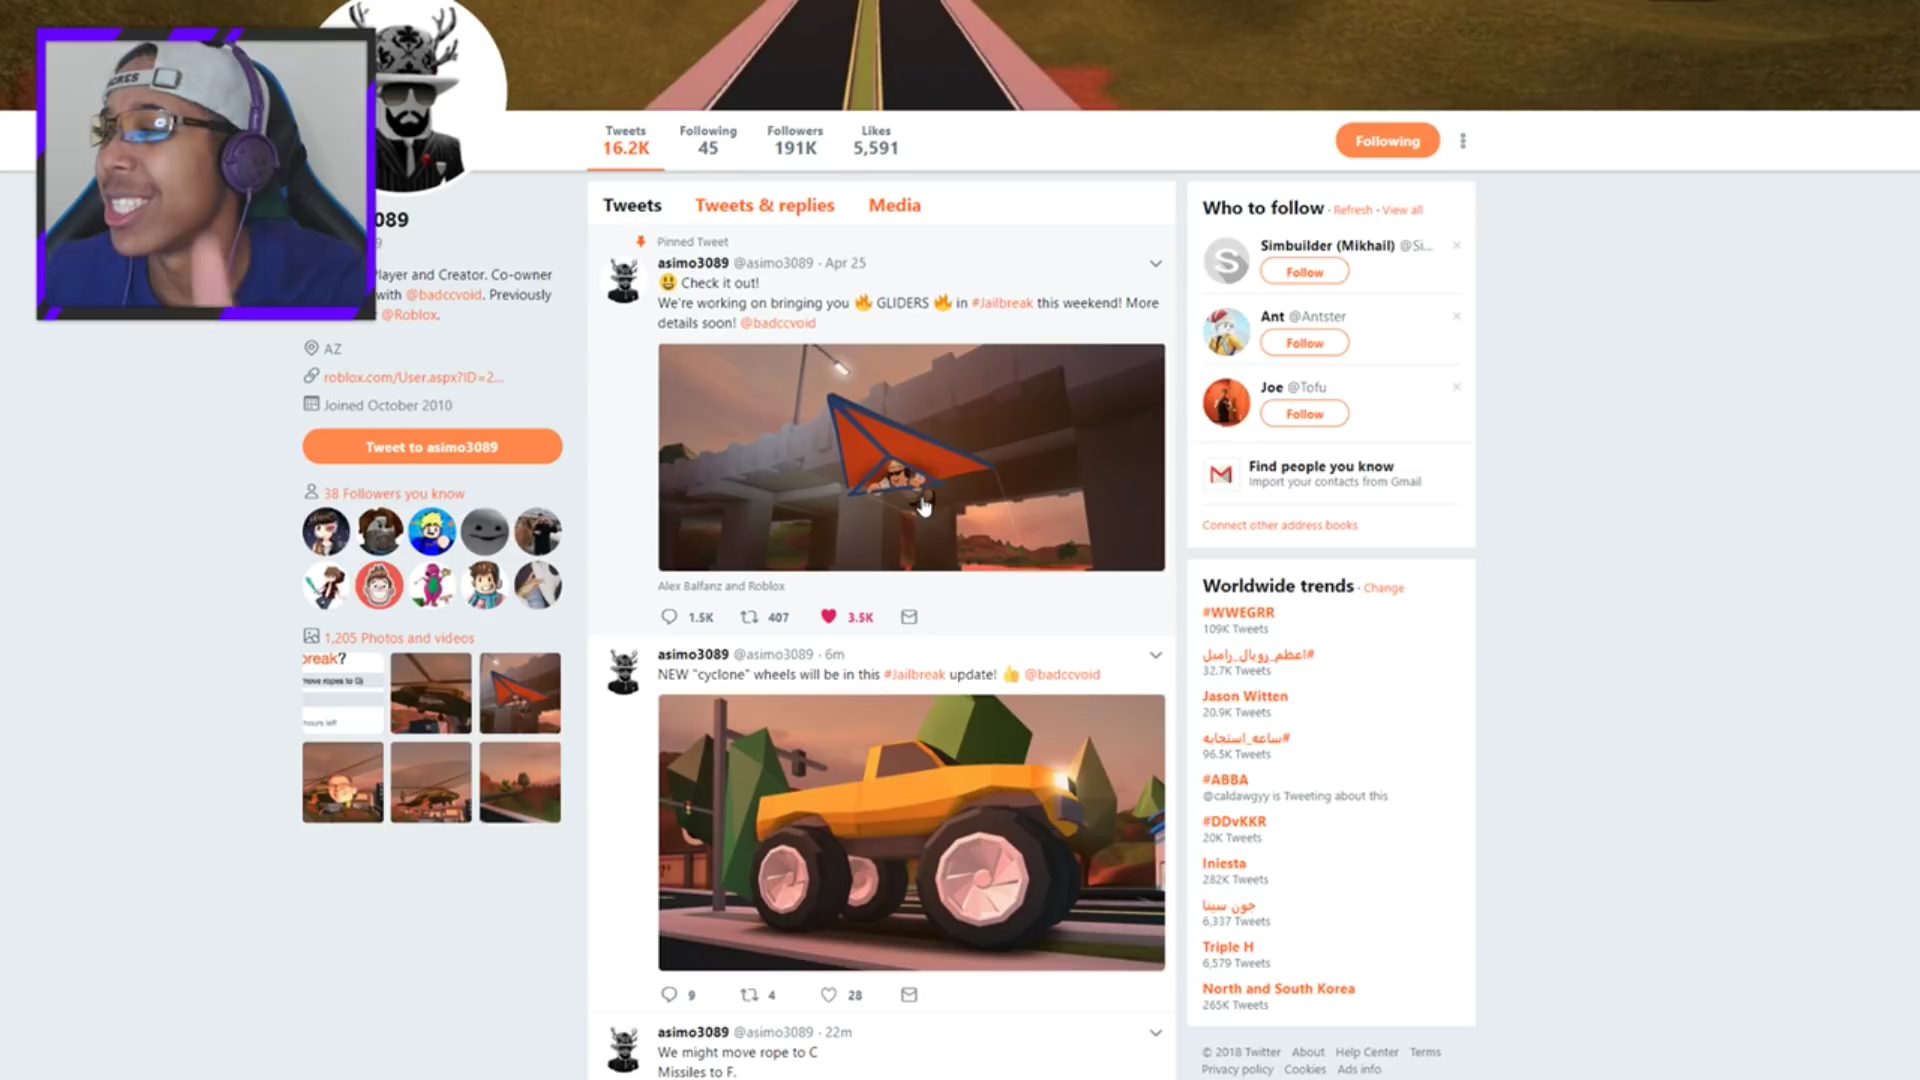 CRES
Tweets
16.2K
Following
45
Followers
191K
Likes
5,591
Following
089
9
layer and Creator. Co-owner
with @badccvoid. Previously
@Roblox.
AZ
roblox.com/User.aspx?ID=2...
Joined October 2010
Tweet to asimo3089
38 Followers you know
1,205 Photos and videos
break?
move ropes to G)
hours left
Tweets
Tweets & replies
Media
Pinned Tweet
asimo3089 @asimo3089 · Apr 25
😃 Check it out!
We're working on bringing you 🔥 GLIDERS 🔥 in #Jailbreak this weekend! More
details soon! @badccvoid
Alex Balfanz and Roblox
1.5K
407
3.5K
asimo3089 @asimo3089 · 6m
NEW "cyclone" wheels will be in this #Jailbreak update! 👍 @badccvoid
9
4
28
asimo3089 @asimo3089 · 22m
We might move rope to C
Missiles to F.
Who to follow · Refresh · View all
Simbuilder (Mikhail) @Si...
Follow
Ant @Antster
Follow
Joe @Tofu
Follow
Find people you know
Import your contacts from Gmail
Connect other address books
Worldwide trends · Change
#WWEGRR
109K Tweets
#اعظم_رويال_رامبل
32.7K Tweets
Jason Witten
20.9K Tweets
#ساعه_استجابه
96.5K Tweets
#ABBA
@caldawgyy is Tweeting about this
#DDvKKR
20K Tweets
Iniesta
282K Tweets
جون سينا
6,337 Tweets
Triple H
6,579 Tweets
North and South Korea
265K Tweets
© 2018 Twitter About Help Center Terms
Privacy policy Cookies Ads info